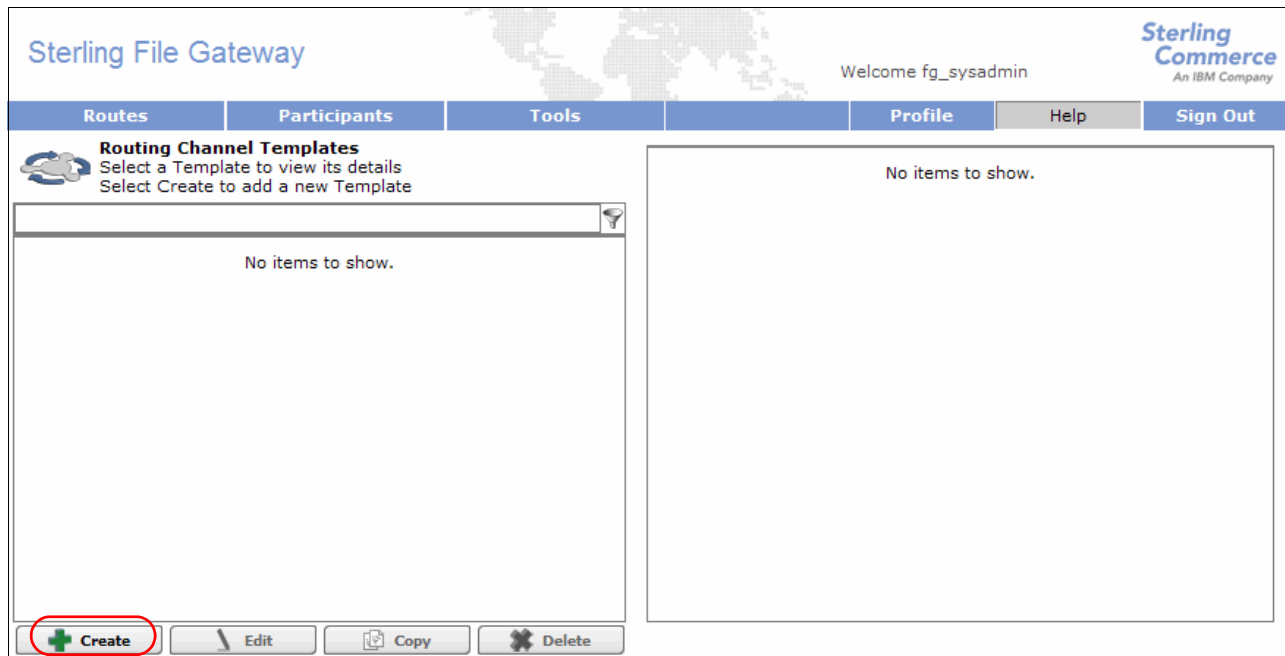 Sterling File Gateway
Welcome fg_sysadmin
Sterling
Commerce
An IBM Company
Routes
Participants
Tools
Profile
Help
Sign Out
Routing Channel Templates
Select a Template to view its details
Select Create to add a new Template
No items to show.
No items to show.
Create
Edit
Copy
Delete